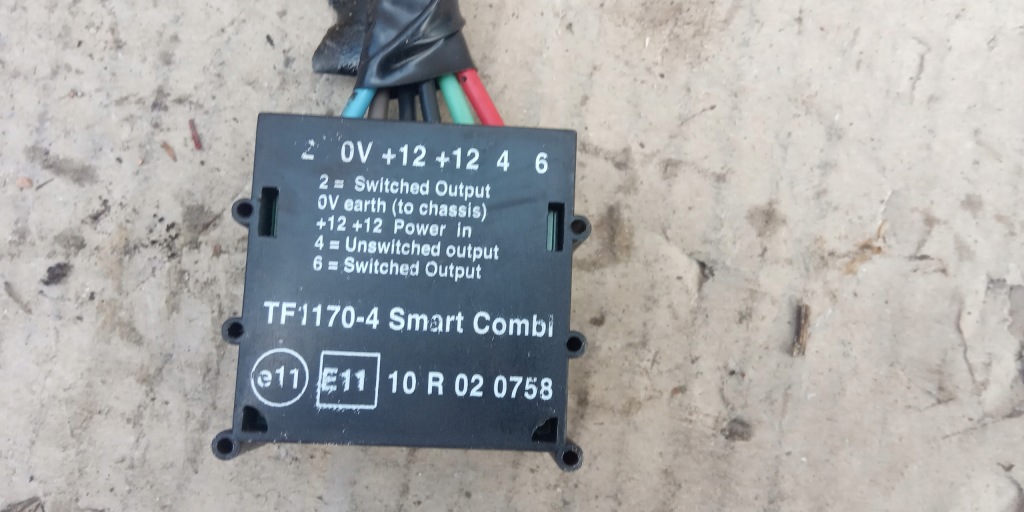 2 0V +12 +12 4 6
2 = Switched Output
0V earth (to chassis)
+12 +12 Power in
4 = Unswitched output
6 = Switched Output
TF1170-4 Smart Combi
e11 E11 10 R 02 0758